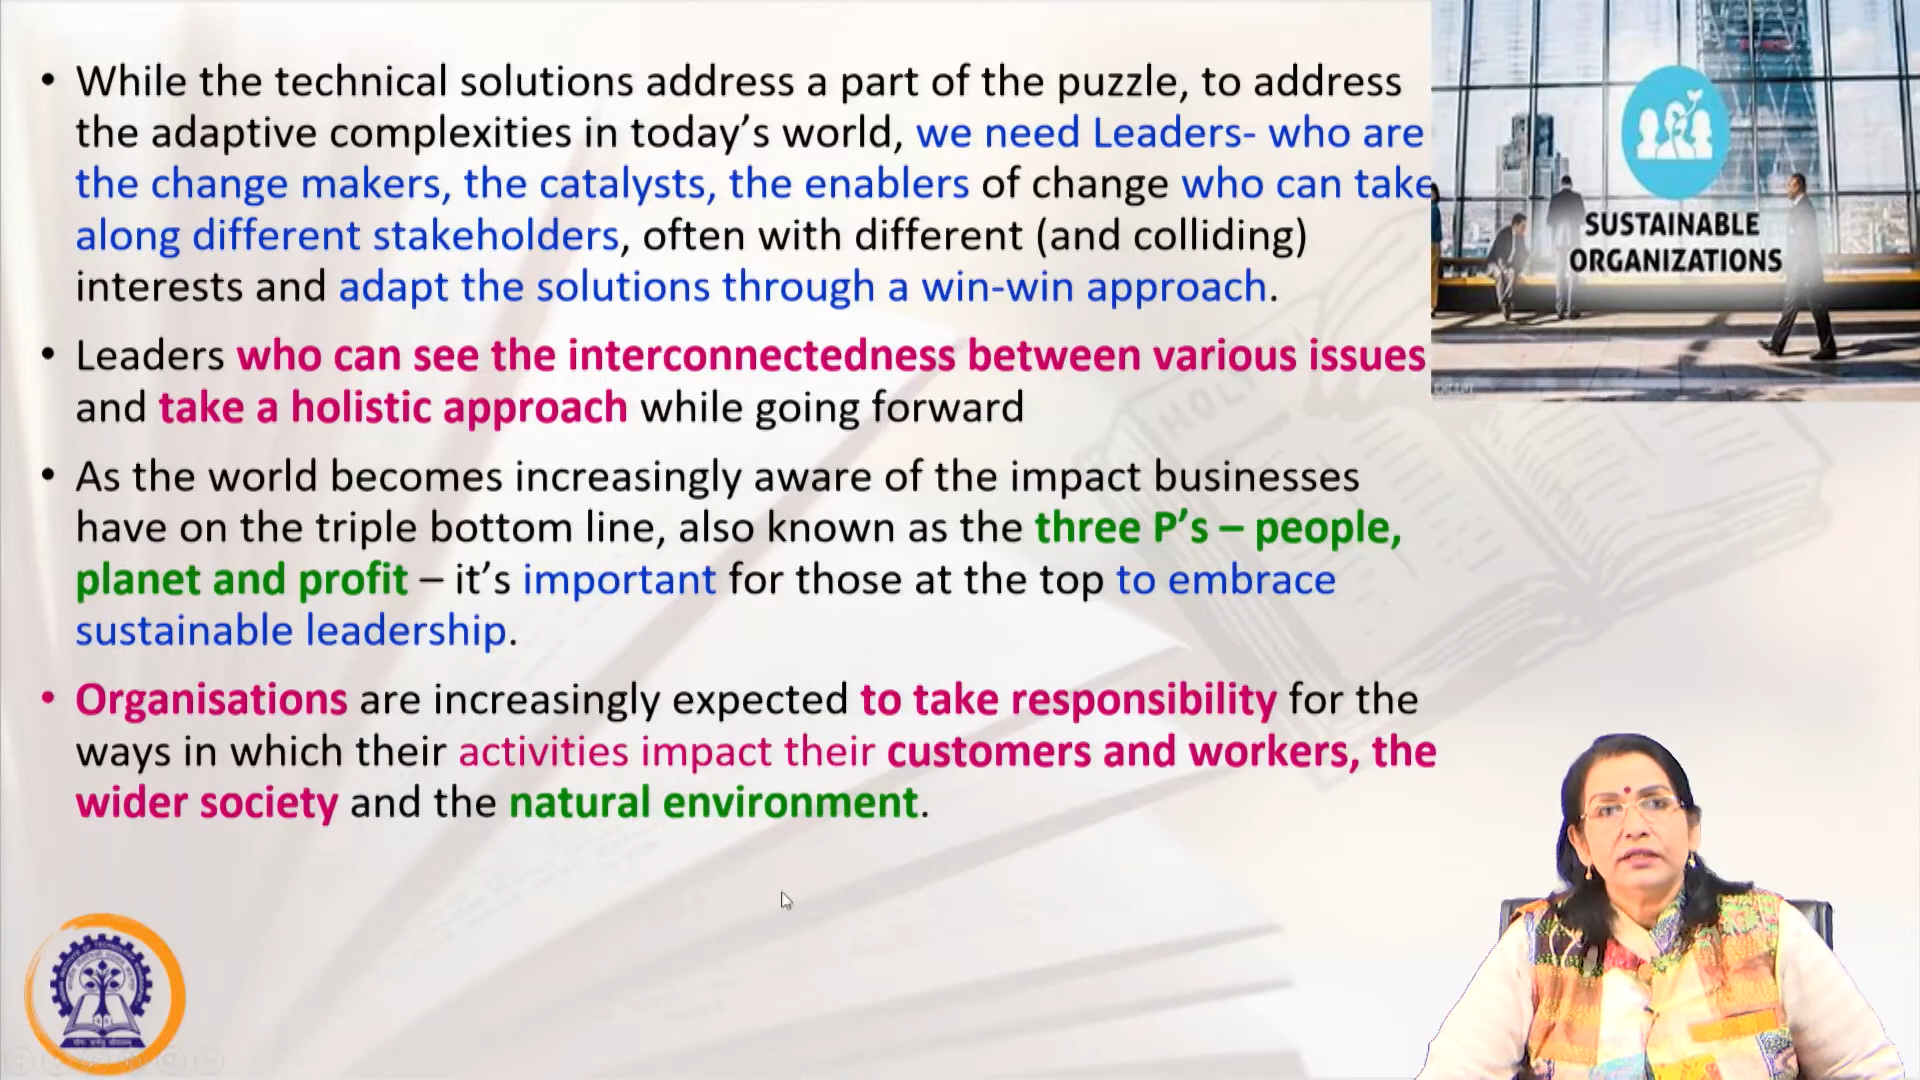 • While the technical solutions address a part of the puzzle, to address
the adaptive complexities in today’s world, we need Leaders- who are
the change makers, the catalysts, the enablers of change who can take
along different stakeholders, often with different (and colliding)
interests and adapt the solutions through a win-win approach.
• Leaders who can see the interconnectedness between various issues
and take a holistic approach while going forward
• As the world becomes increasingly aware of the impact businesses
have on the triple bottom line, also known as the three P’s – people,
planet and profit – it’s important for those at the top to embrace
sustainable leadership.
• Organisations are increasingly expected to take responsibility for the
ways in which their activities impact their customers and workers, the
wider society and the natural environment.
SUSTAINABLE
ORGANIZATIONS